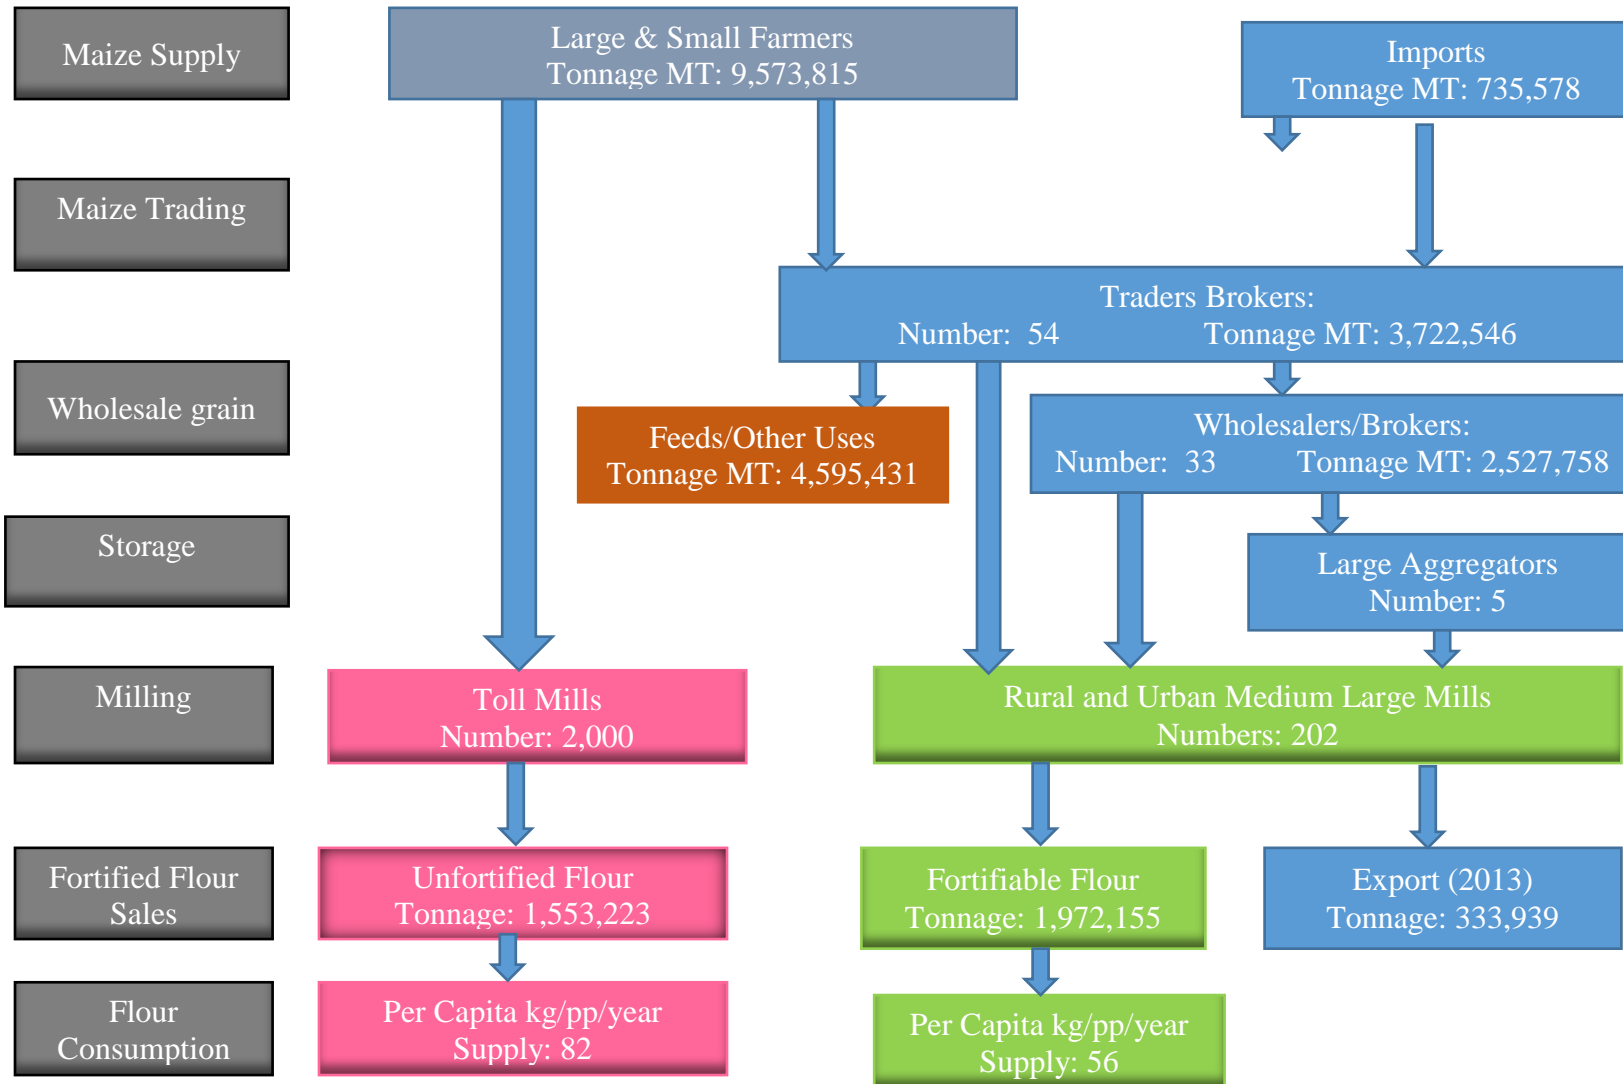 Maize Supply
Large & Small Farmers
Tonnage MT: 9,573,815
Imports
Tonnage MT: 735,578
Maize Trading
Traders Brokers:
Number: 54 Tonnage MT: 3,722,546
Wholesale grain
Feeds/Other Uses
Tonnage MT: 4,595,431
Wholesalers/Brokers:
Number: 33 Tonnage MT: 2,527,758
Storage
Large Aggregators
Number: 5
Milling
Toll Mills
Number: 2,000
Rural and Urban Medium Large Mills
Numbers: 202
Fortified Flour
Sales
Unfortified Flour
Tonnage: 1,553,223
Fortifiable Flour
Tonnage: 1,972,155
Export (2013)
Tonnage: 333,939
Flour
Consumption
Per Capita kg/pp/year
Supply: 82
Per Capita kg/pp/year
Supply: 56